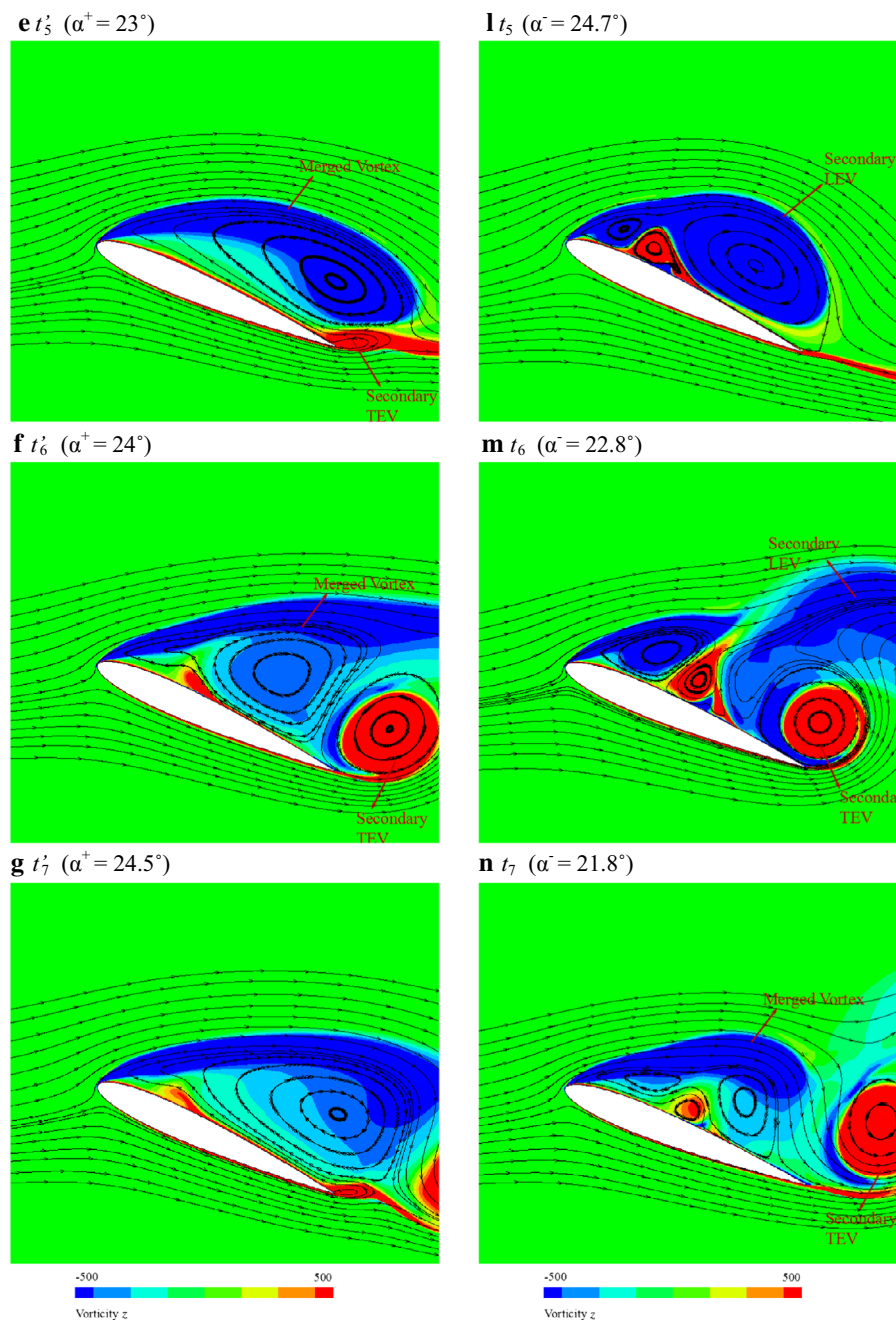 e t'5 (α+ = 23°)
Merged Vortex
Secondary
TEV
l t5 (α- = 24.7°)
Secondary
LEV
f t'6 (α+ = 24°)
Merged Vortex
Secondary
TEV
m t6 (α- = 22.8°)
Secondary
LEV
Seconda
TEV
g t'7 (α+ = 24.5°)
n t7 (α- = 21.8°)
Merged Vortex
Secondary
TEV
-500 500
Vorticity z
-500 500
Vorticity z